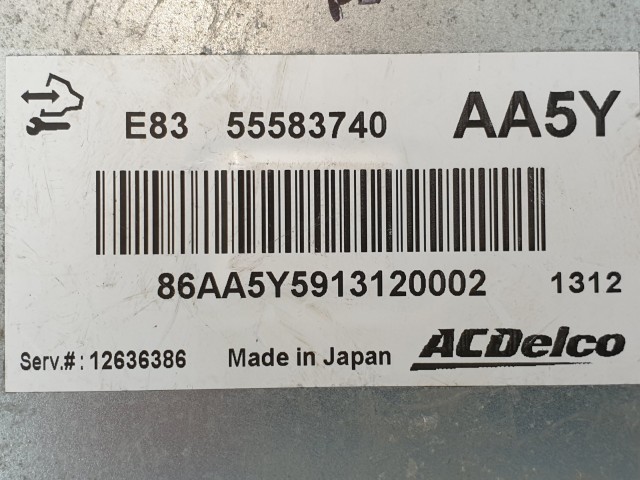 E83 55583740 AA5Y
86AA5Y5913120002 1312
Serv.#: 12636386 Made in Japan ACDelco